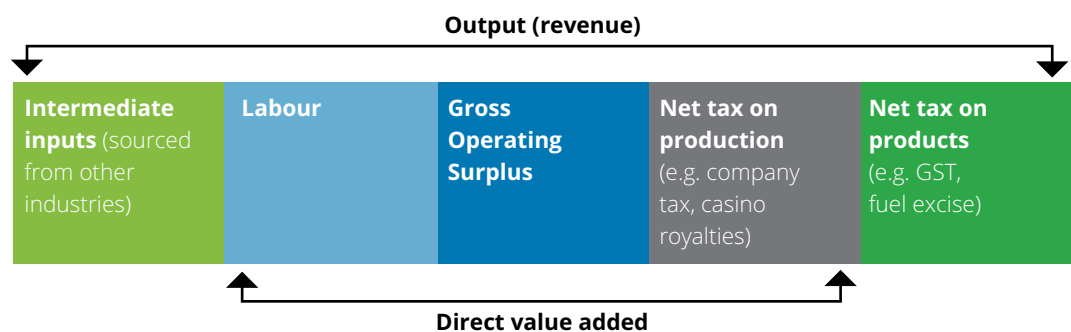 Output (revenue)
Intermediate
inputs (sourced
from other
industries)
Labour
Gross
Operating
Surplus
Net tax on
production
(e.g. company
tax, casino
royalties)
Net tax on
products
(e.g. GST,
fuel excise)
Direct value added